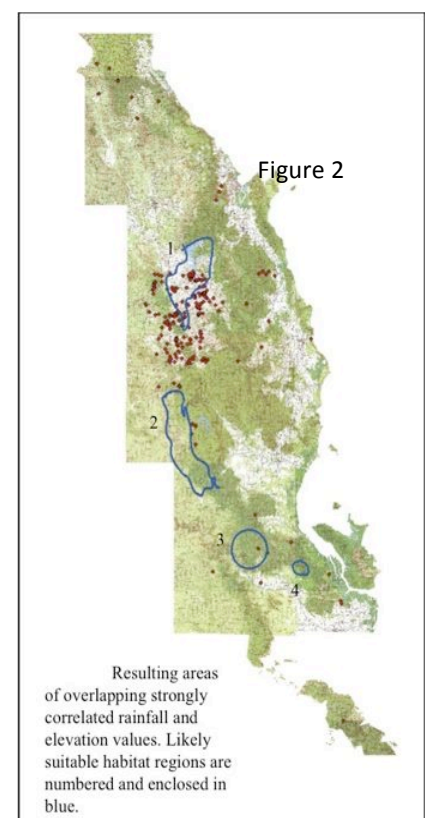 Figure 2
1
2
3
4
Resulting areas
of overlapping strongly
correlated rainfall and
elevation values. Likely
suitable habitat regions are
numbered and enclosed in
blue.